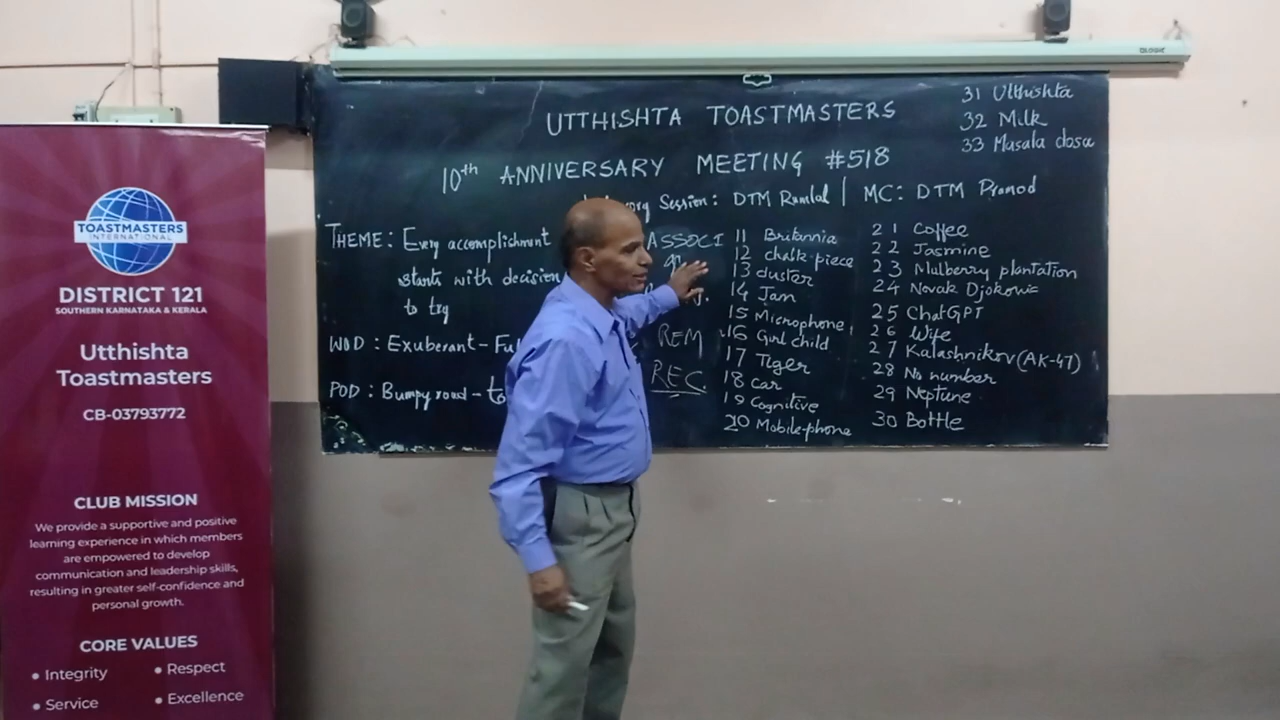 TOASTMASTERS
INTERNATIONAL
DISTRICT 121
SOUTHERN KARNATAKA & KERALA
Utthishta
Toastmasters
CB-03793772
CLUB MISSION
We provide a supportive and positive
learning experience in which members
are empowered to develop
communication and leadership skills,
resulting in greater self-confidence and
personal growth.
CORE VALUES
• Integrity
• Respect
• Service
• Excellence
UTTHISHTA TOASTMASTERS
10th ANNIVERSARY MEETING #518
Session: DTM Ramlal | MC: DTM Pramod
THEME: Every accomplishment
starts with decision
to try
WOD: Exuberant-Fu
POD: Bumpy road-to
ASSOCI
REM
REC.
11 Britannia
12 chalk-piece
13 duster
14 Jam
15 Microphone
16 Girl child
17 Tiger
18 Car
19 Cognitive
20 Mobile-phone
21 Coffee
22 Jasmine
23 Mulberry plantation
24 Novak Djokovic
25 ChatGPT
26 Wife
27 Kalashnikov (AK-47)
28 No number
29 Neptune
30 Bottle
31 Utthishta
32 Milk
33 Masala dosa